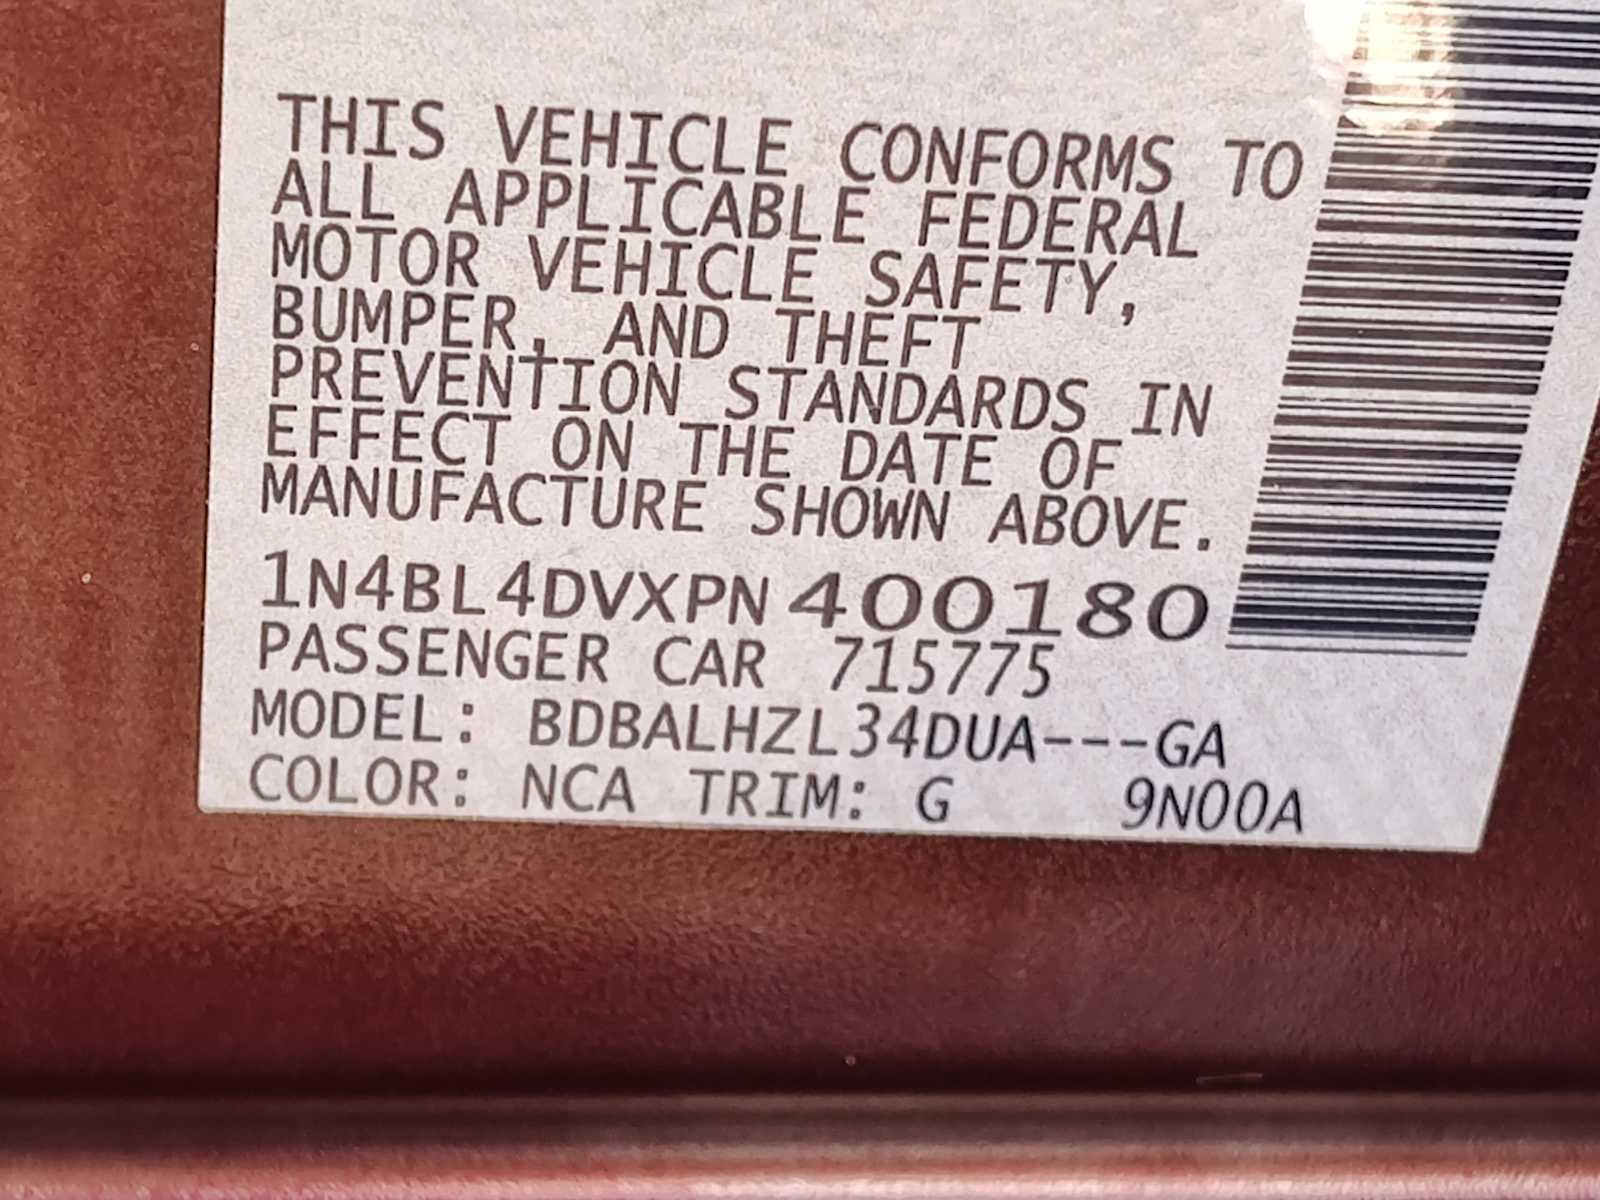 THIS VEHICLE CONFORMS TO
ALL APPLICABLE FEDERAL
MOTOR VEHICLE SAFETY,
BUMPER, AND THEFT
PREVENTION STANDARDS IN
EFFECT ON THE DATE OF
MANUFACTURE SHOWN ABOVE.
1N4BL4DVXPN400180
PASSENGER CAR 715775
MODEL: BDBALHZL34DUA---GA
COLOR: NCA TRIM: G 9N00A